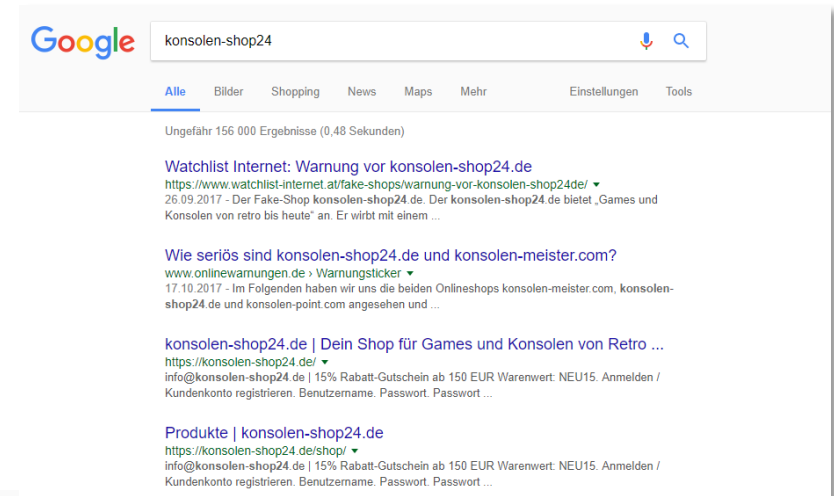 Google
konsolen-shop24
Alle Bilder Shopping News Maps Mehr Einstellungen Tools
Ungefähr 156 000 Ergebnisse (0,48 Sekunden)
Watchlist Internet: Warnung vor konsolen-shop24.de
https://www.watchlist-internet.at/fake-shops/warnung-vor-konsolen-shop24de/
26.09.2017 - Der Fake-Shop konsolen-shop24.de. Der konsolen-shop24.de bietet „Games und
Konsolen von retro bis heute“ an. Er wirbt mit einem ...
Wie seriös sind konsolen-shop24.de und konsolen-meister.com?
www.onlinewarnungen.de › Warnungsticker
17.10.2017 - Im Folgenden haben wir uns die beiden Onlineshops konsolen-meister.com, konsolen-
shop24.de und konsolen-point.com angesehen und ...
konsolen-shop24.de | Dein Shop für Games und Konsolen von Retro ...
https://konsolen-shop24.de/
info@konsolen-shop24.de | 15% Rabatt-Gutschein ab 150 EUR Warenwert: NEU15. Anmelden /
Kundenkonto registrieren. Benutzername. Passwort. Passwort ...
Produkte | konsolen-shop24.de
https://konsolen-shop24.de/shop/
info@konsolen-shop24.de | 15% Rabatt-Gutschein ab 150 EUR Warenwert: NEU15. Anmelden /
Kundenkonto registrieren. Benutzername. Passwort. Passwort ...